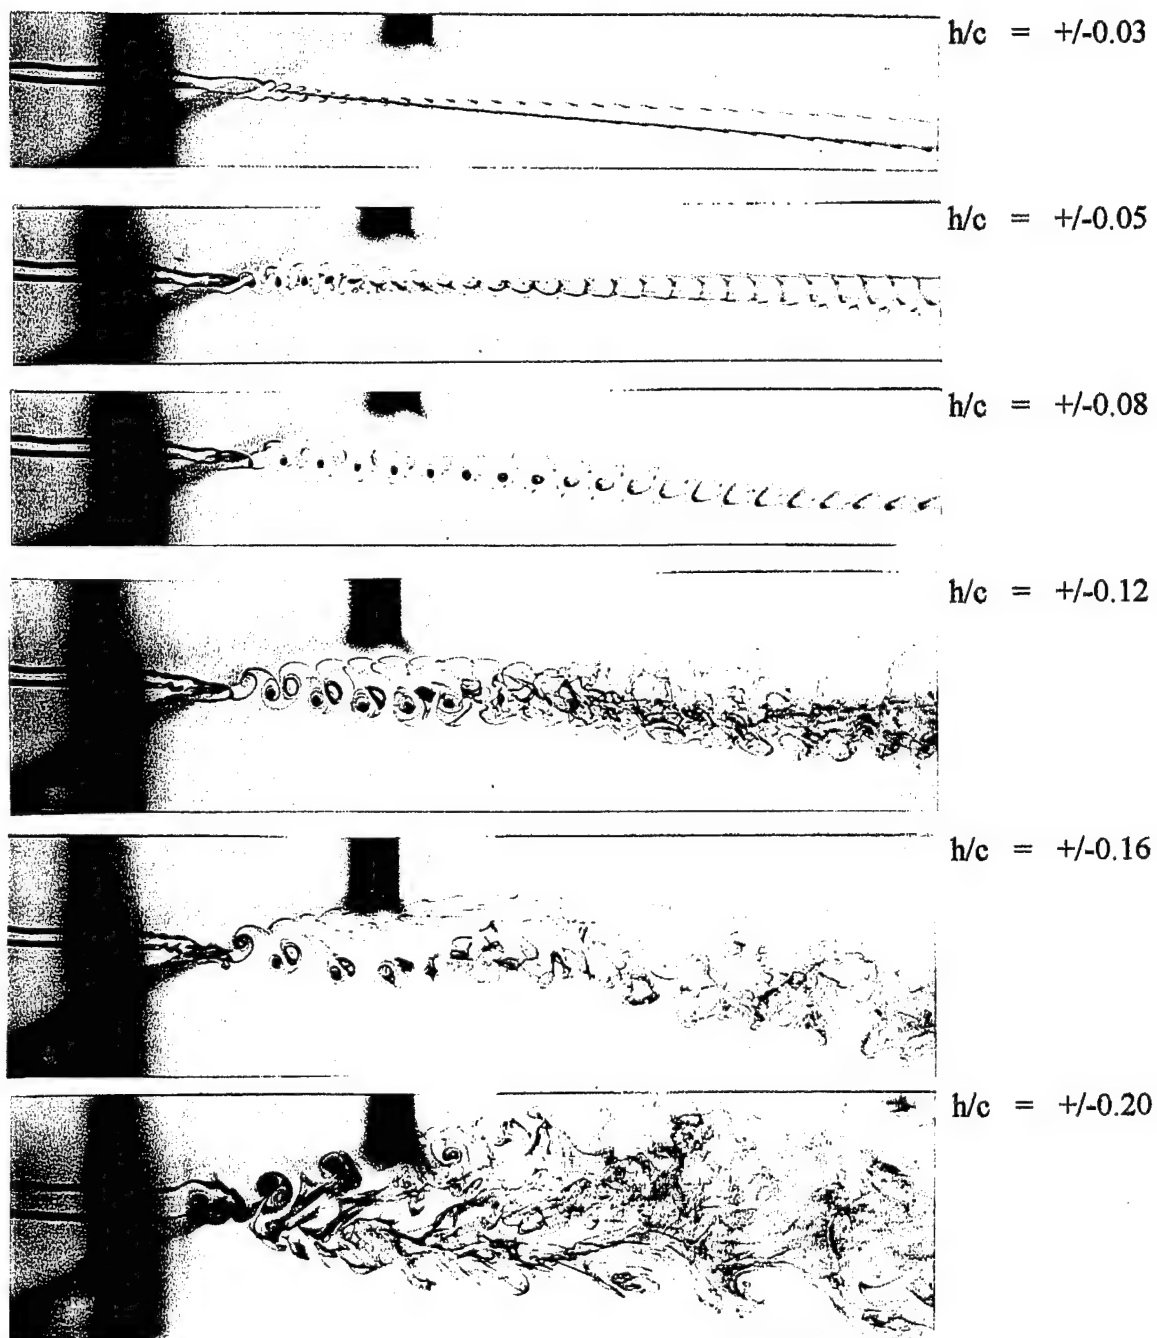 h/c = +/-0.03
h/c = +/-0.05
h/c = +/-0.08
h/c = +/-0.12
h/c = +/-0.16
h/c = +/-0.20